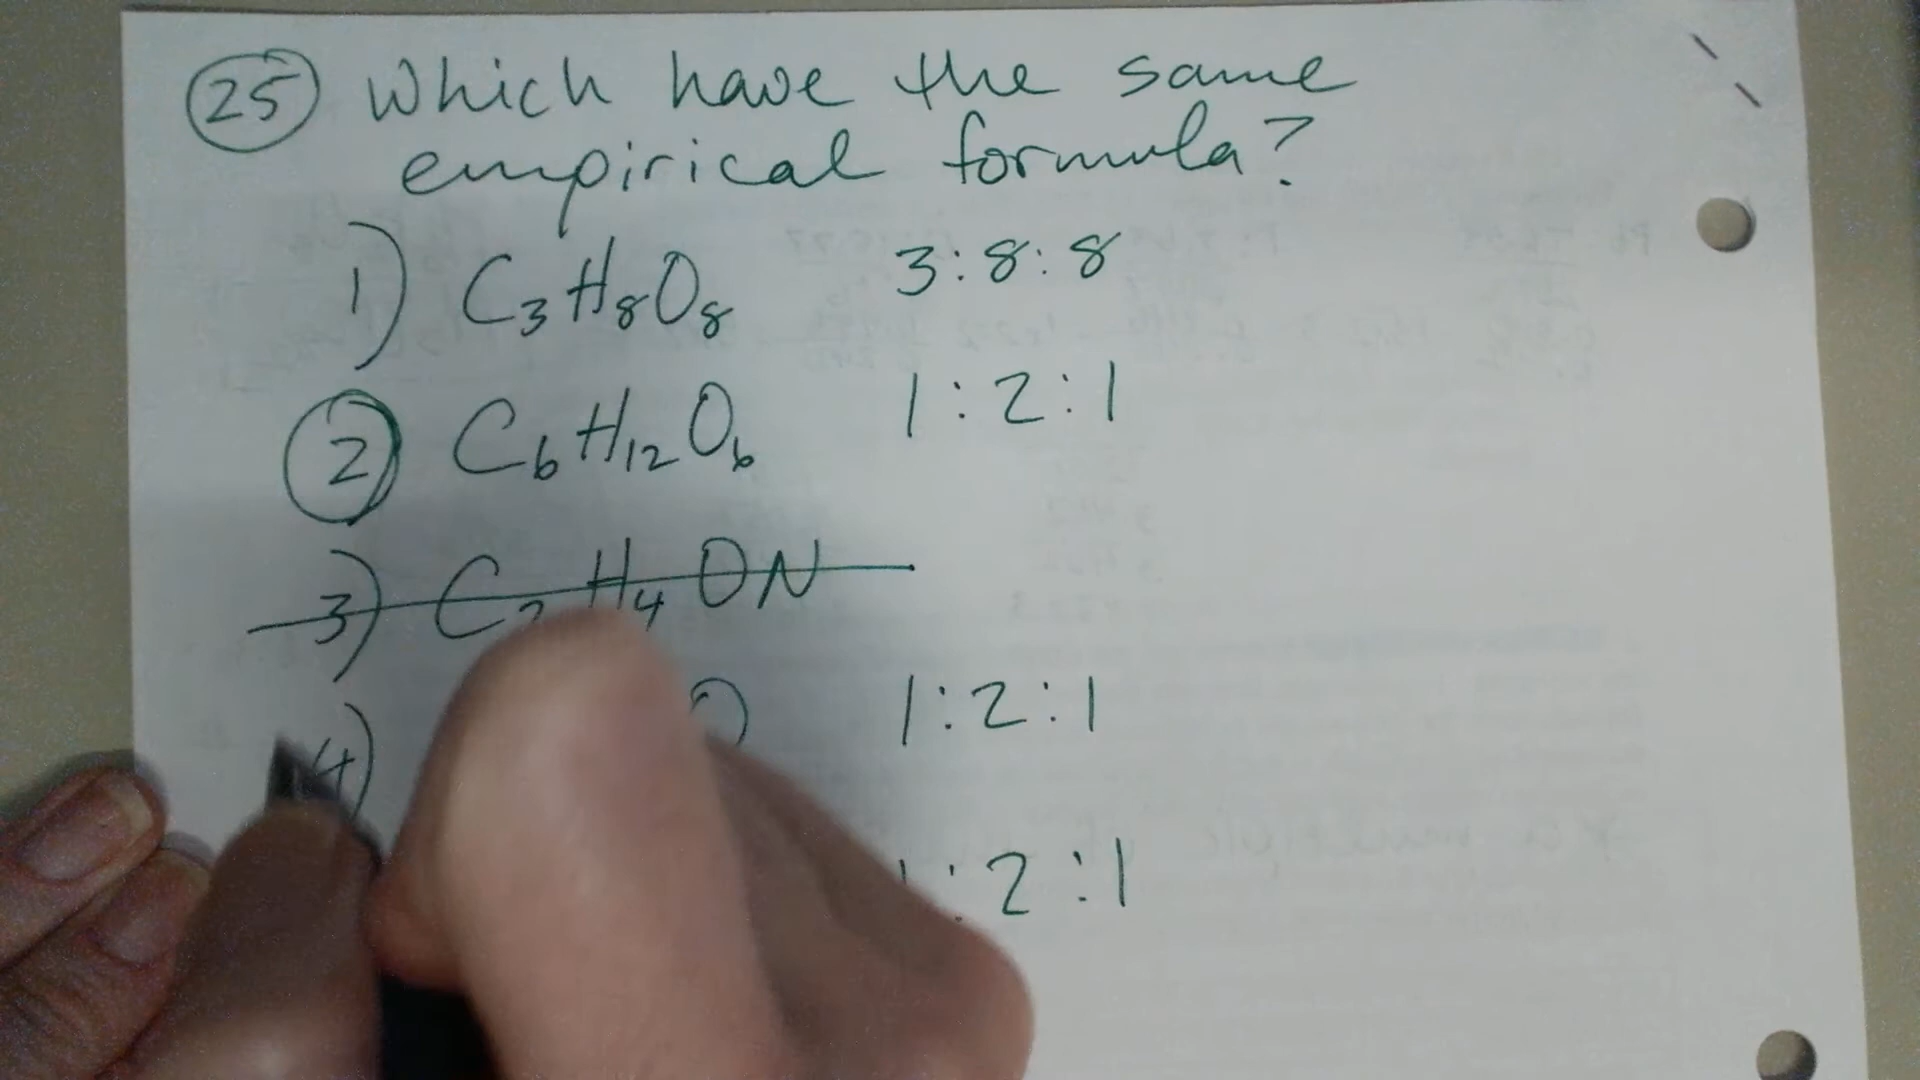 25 Which have the same
empirical formula?
1) C₃H₈O₈ 3:8:8
2) C₆H₁₂O₆ 1:2:1
3) C₂H₄ON
4) O 1:2:1
:2:1